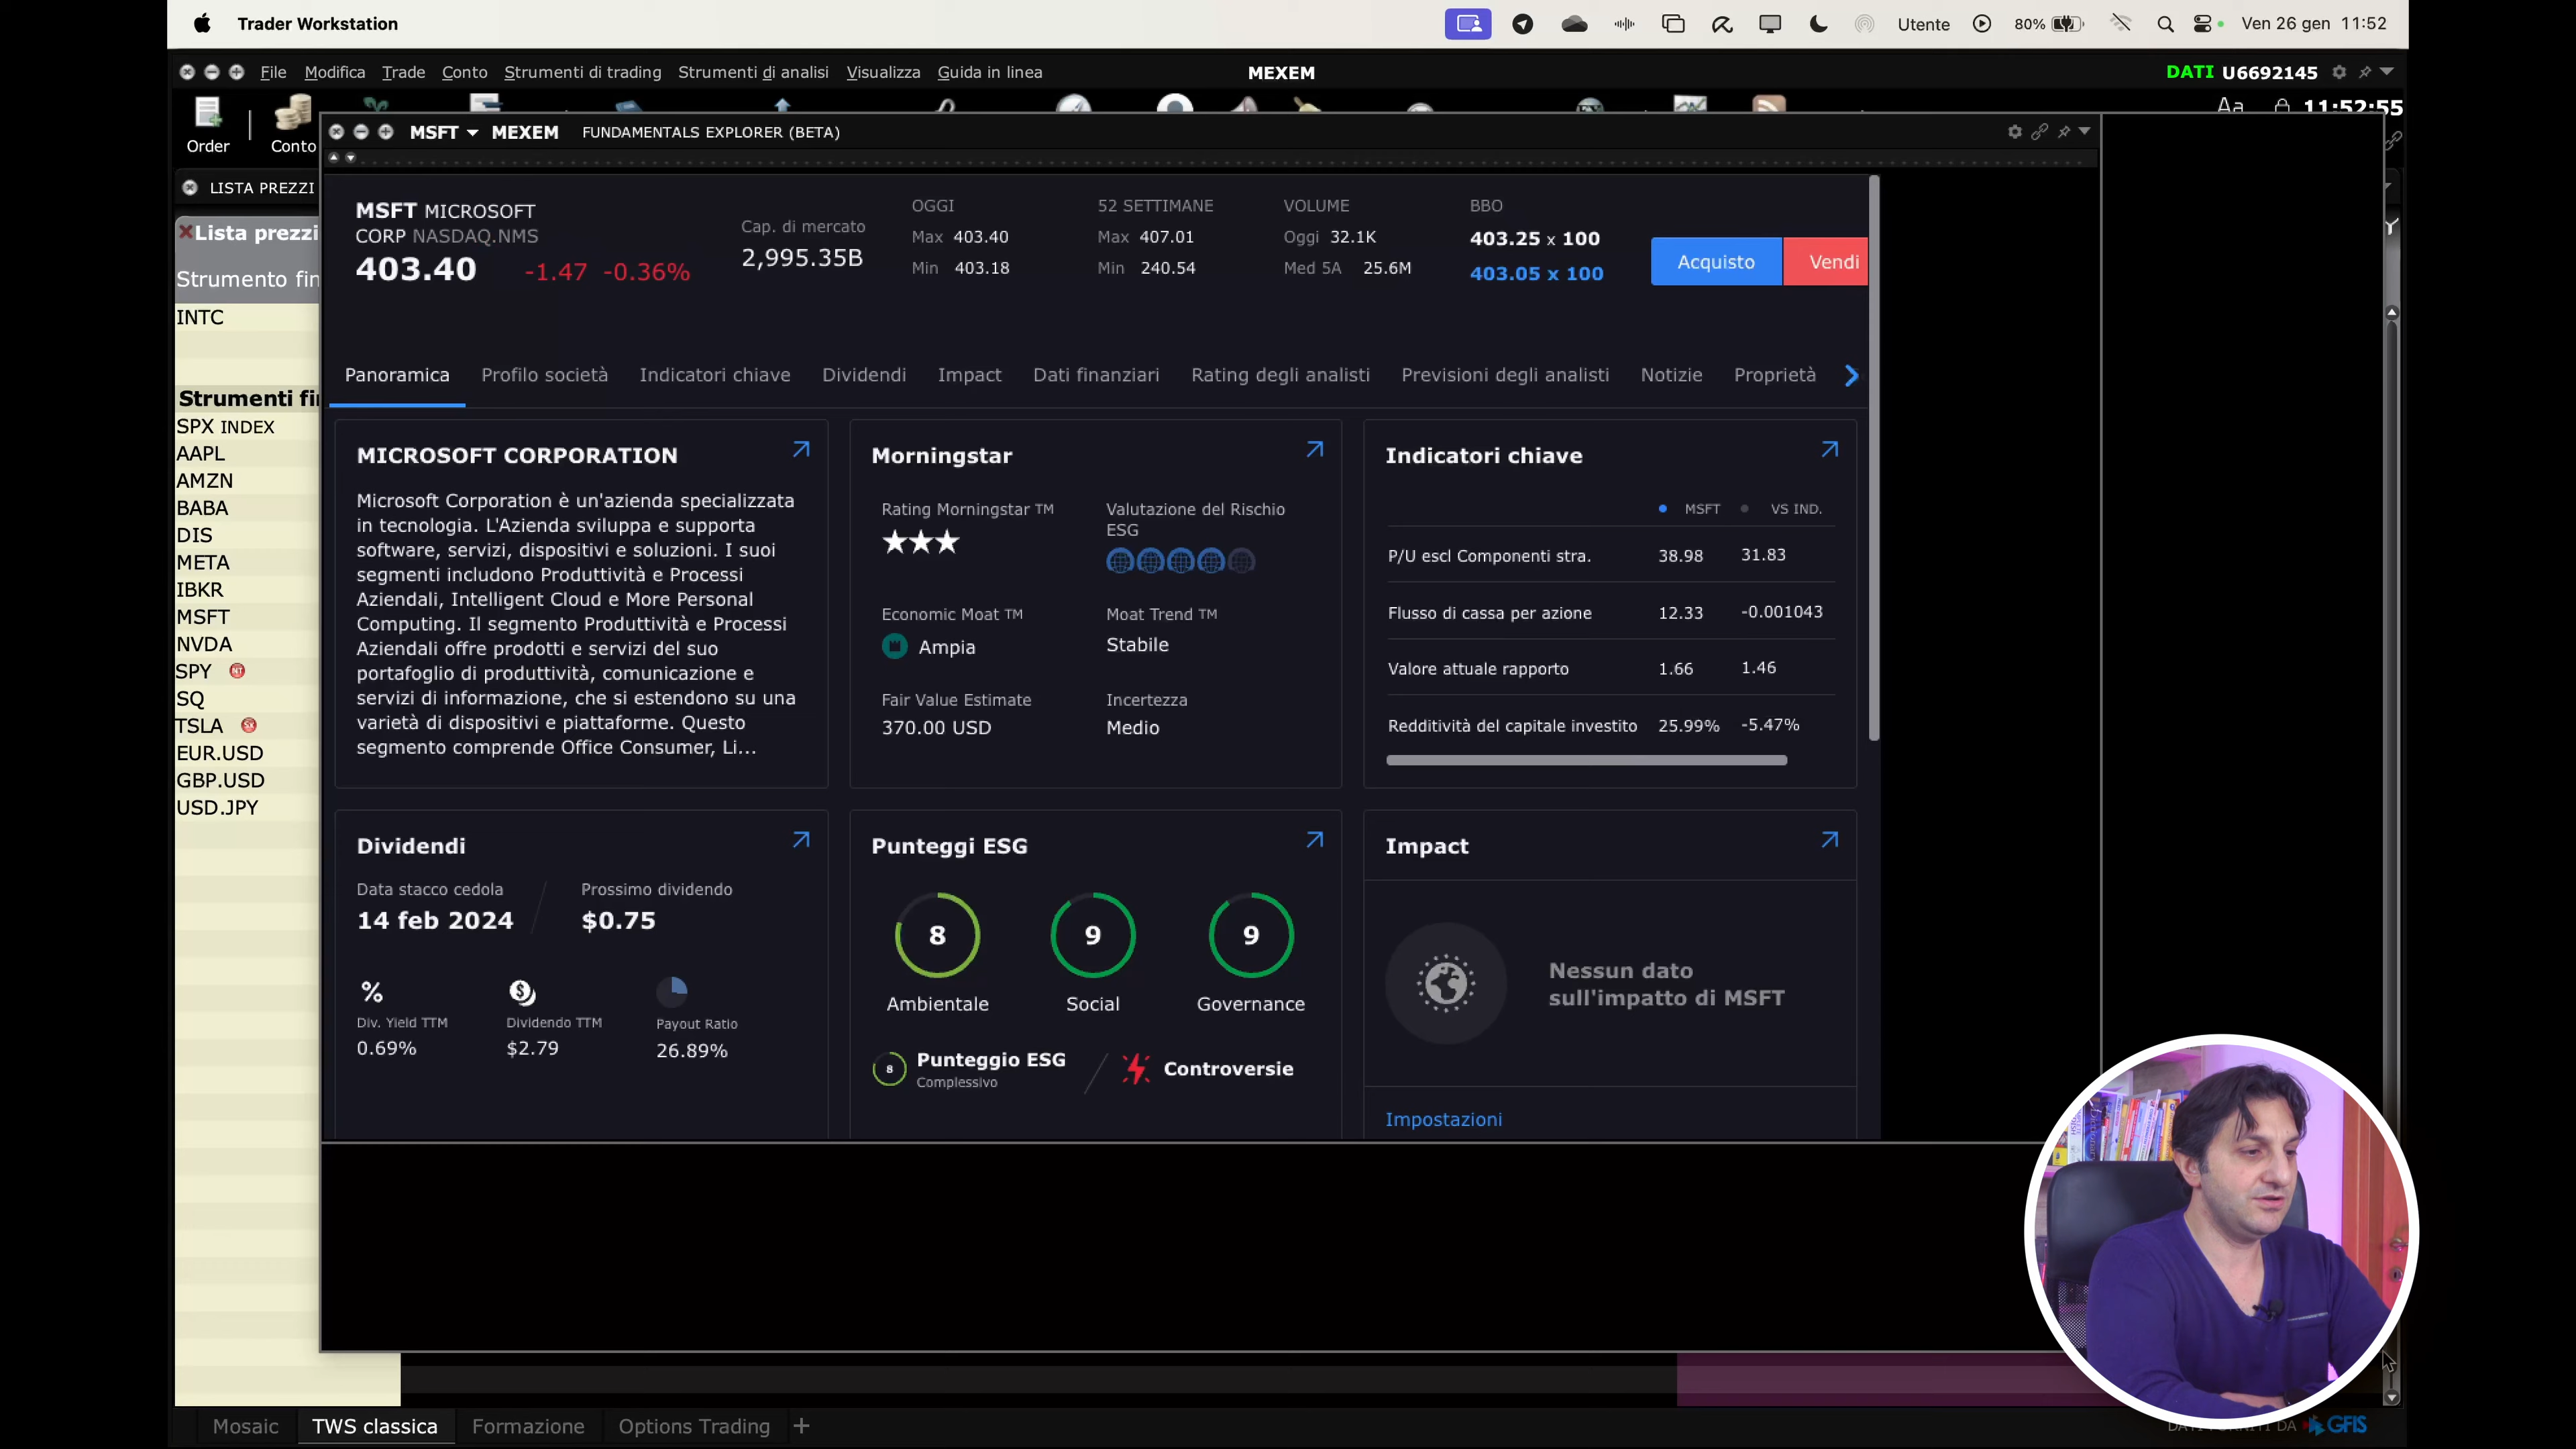 Trader Workstation
Utente
80%
Ven 26 gen 11:52
File Modifica Trade Conto Strumenti di trading Strumenti di analisi Visualizza Guida in linea
MEXEM
DATI U6692145
Order
Conto
Aa
11:52:55
MSFT MEXEM FUNDAMENTALS EXPLORER (BETA)
LISTA PREZZI
Lista prezzi
Strumento fin
INTC
Strumenti fi
SPX INDEX
AAPL
AMZN
BABA
DIS
META
IBKR
MSFT
NVDA
SPY
SQ
TSLA
EUR.USD
GBP.USD
USD.JPY
MSFT MICROSOFT
CORP NASDAQ.NMS
403.40 -1.47 -0.36%
Cap. di mercato
2,995.35B
OGGI
Max 403.40
Min 403.18
52 SETTIMANE
Max 407.01
Min 240.54
VOLUME
Oggi 32.1K
Med 5A 25.6M
BBO
403.25 x 100
403.05 x 100
Acquisto
Vendi
Panoramica Profilo società Indicatori chiave Dividendi Impact Dati finanziari Rating degli analisti Previsioni degli analisti Notizie Proprietà
MICROSOFT CORPORATION
Microsoft Corporation è un'azienda specializzata
in tecnologia. L'Azienda sviluppa e supporta
software, servizi, dispositivi e soluzioni. I suoi
segmenti includono Produttività e Processi
Aziendali, Intelligent Cloud e More Personal
Computing. Il segmento Produttività e Processi
Aziendali offre prodotti e servizi del suo
portafoglio di produttività, comunicazione e
servizi di informazione, che si estendono su una
varietà di dispositivi e piattaforme. Questo
segmento comprende Office Consumer, Li...
Morningstar
Rating Morningstar ™
Valutazione del Rischio
ESG
Economic Moat ™
Ampia
Moat Trend ™
Stabile
Fair Value Estimate
370.00 USD
Incertezza
Medio
Indicatori chiave
MSFT VS IND.
P/U escl Componenti stra. 38.98 31.83
Flusso di cassa per azione 12.33 -0.001043
Valore attuale rapporto 1.66 1.46
Redditività del capitale investito 25.99% -5.47%
Dividendi
Data stacco cedola
14 feb 2024
Prossimo dividendo
$0.75
Div. Yield TTM
0.69%
Dividendo TTM
$2.79
Payout Ratio
26.89%
Punteggi ESG
8 9 9
Ambientale Social Governance
8 Punteggio ESG
Complessivo
Controversie
Impact
Nessun dato
sull'impatto di MSFT
Impostazioni
Mosaic TWS classica Formazione Options Trading +
DA GFIS